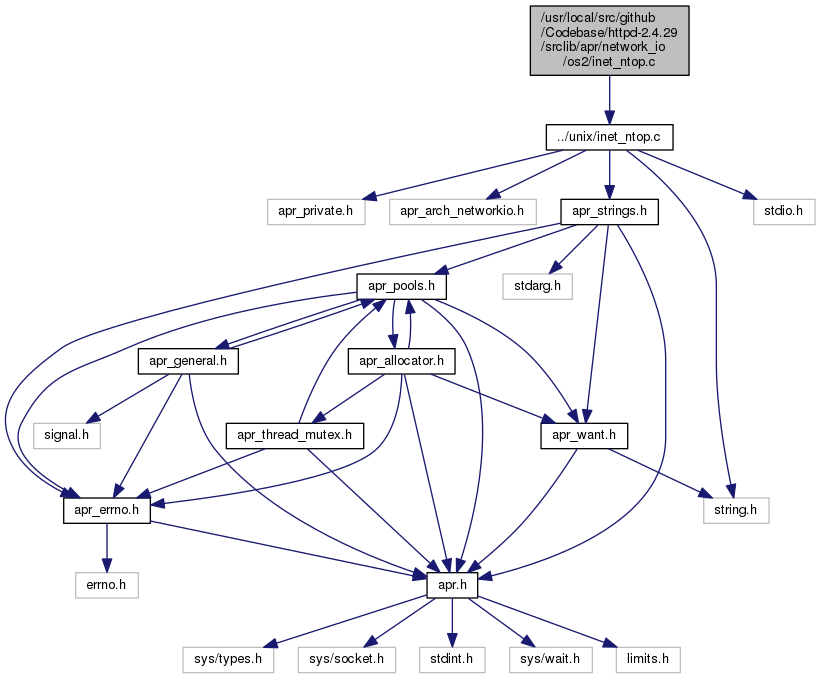 /usr/local/src/github
/Codebase/httpd-2.4.29
/srclib/apr/network_io
/os2/inet_ntop.c
../unix/inet_ntop.c
apr_private.h
apr_arch_networkio.h
apr_strings.h
stdio.h
apr_pools.h
stdarg.h
apr_general.h
apr_allocator.h
signal.h
apr_thread_mutex.h
apr_want.h
apr_errno.h
string.h
errno.h
apr.h
sys/types.h
sys/socket.h
stdint.h
sys/wait.h
limits.h